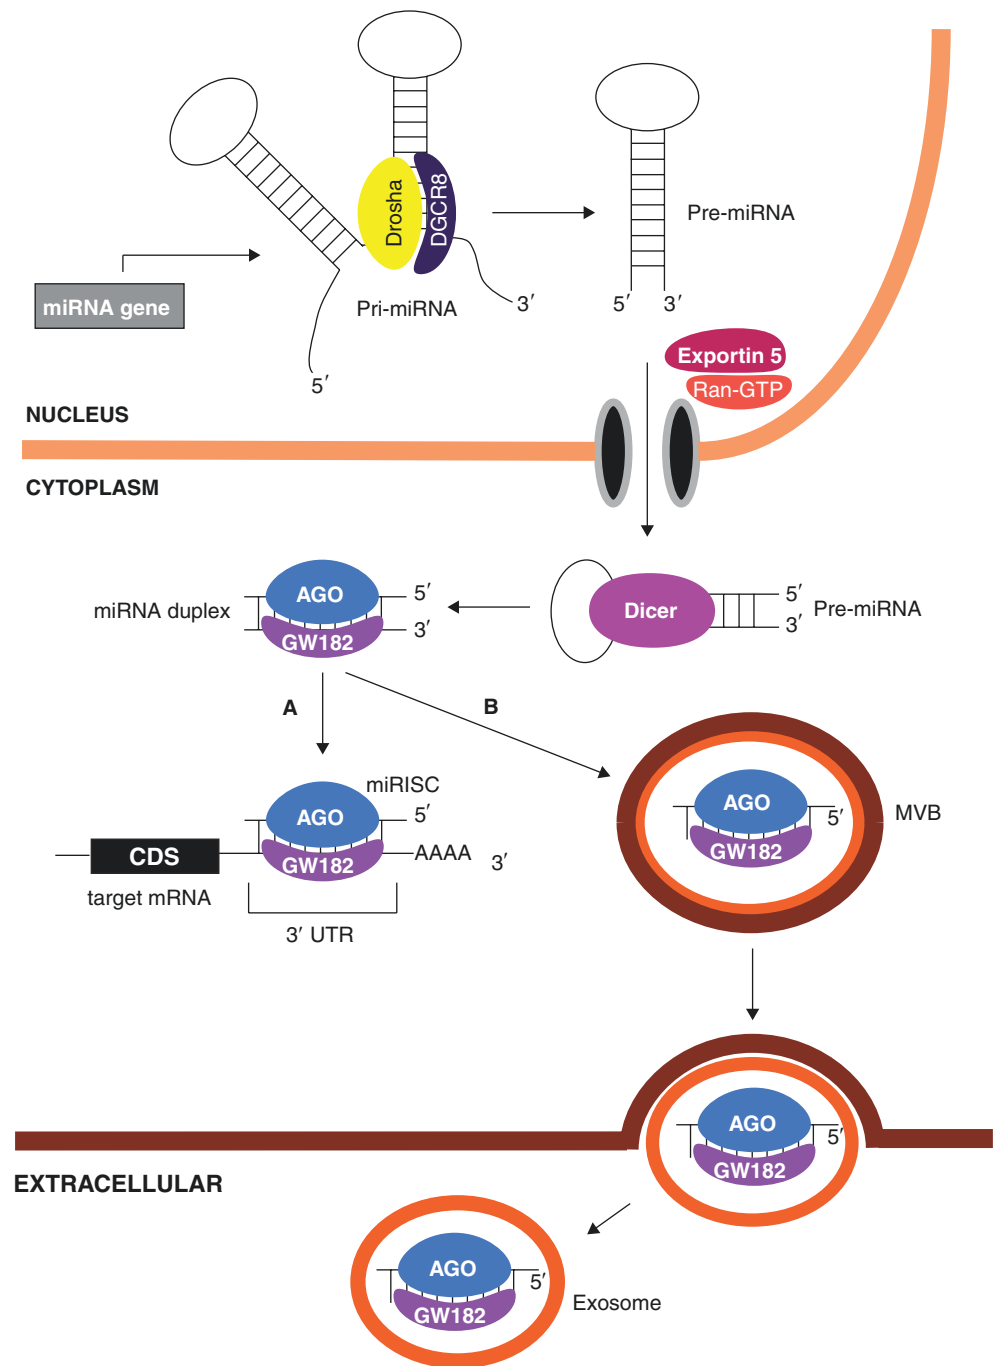 Drosha
DGCR8
Pre-miRNA
miRNA gene
Pri-miRNA
3′
5′
3′
5′
Exportin 5
Ran-GTP
NUCLEUS
CYTOPLASM
miRNA duplex
AGO
GW182
5′
3′
Dicer
5′
3′
Pre-miRNA
A
B
miRISC
AGO
GW182
5′
AAAA
3′
CDS
target mRNA
3′ UTR
AGO
GW182
5′
MVB
AGO
GW182
5′
EXTRACELLULAR
AGO
GW182
5′
Exosome